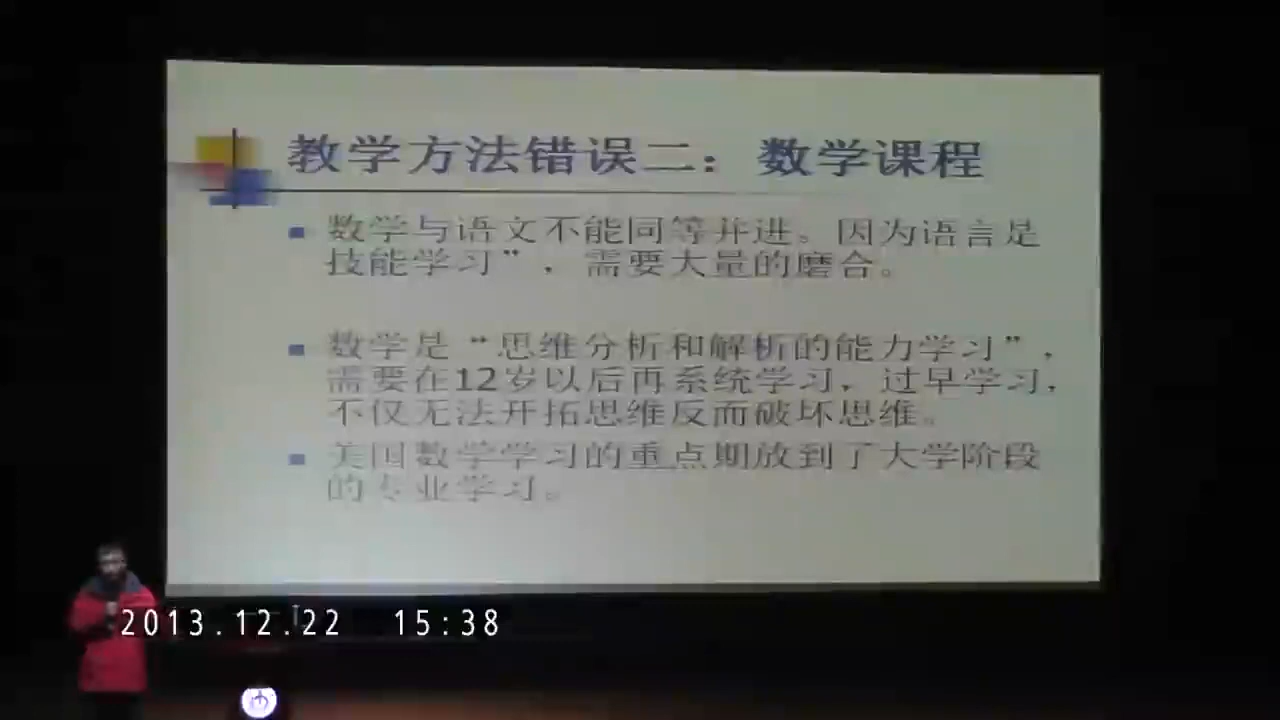 教学方法错误二：数学课程
数学与语文不能同等并进。因为语言是
技能学习”，需要大量的磨合。
数学是“思维分析和解析的能力学习”，
需要在12岁以后再系统学习，过早学习，
不仅无法开拓思维反而破坏思维。
美国数学学习的重点期放到了大学阶段
的专业学习。
2013.12.22 15:38